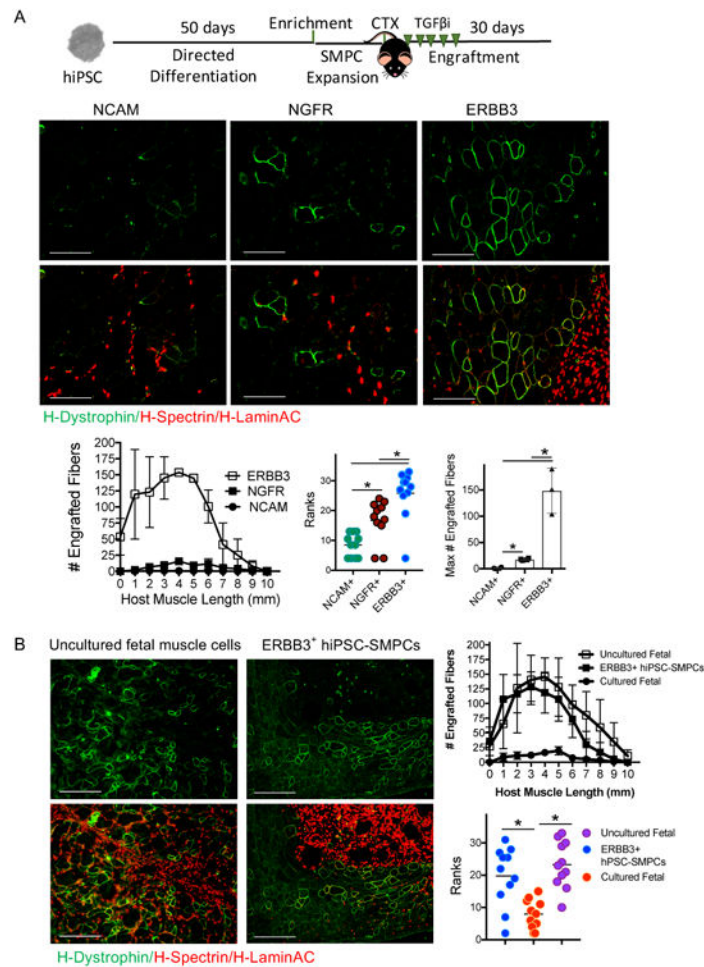 A
50 days
Enrichment
CTX
TGFβi
30 days
hiPSC
Directed
Differentiation
SMPC
Expansion
Engraftment
NCAM
NGFR
ERBB3
H-Dystrophin/H-Spectrin/H-LaminAC
# Engrafted Fibers
200
175
150
125
100
75
50
25
0
ERBB3
NGFR
NCAM
0 1 2 3 4 5 6 7 8 9 10
Host Muscle Length (mm)
Ranks
40
30
20
10
0
* * *
NCAM+
NGFR+
ERBB3+
Max # Engrafted Fibers
200
150
100
50
0
* * *
NCAM+
NGFR+
ERBB3+
B
Uncultured fetal muscle cells
ERBB3+ hiPSC-SMPCs
H-Dystrophin/H-Spectrin/H-LaminAC
# Engrafted Fibers
200
175
150
125
100
75
50
25
0
Uncultured Fetal
ERBB3+ hiPSC-SMPCs
Cultured Fetal
0 1 2 3 4 5 6 7 8 9 10
Host Muscle Length (mm)
Ranks
40
30
20
10
0
* *
Uncultured Fetal
ERBB3+
hPSC-SMPCs
Cultured Fetal